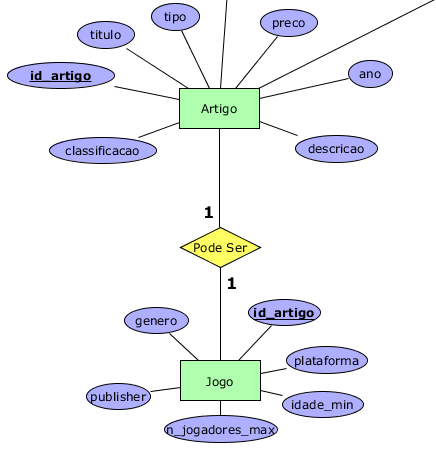 tipo
preco
titulo
id_artigo
ano
Artigo
classificacao
descricao
1
Pode Ser
1
id_artigo
genero
plataforma
Jogo
publisher
idade_min
n_jogadores_max